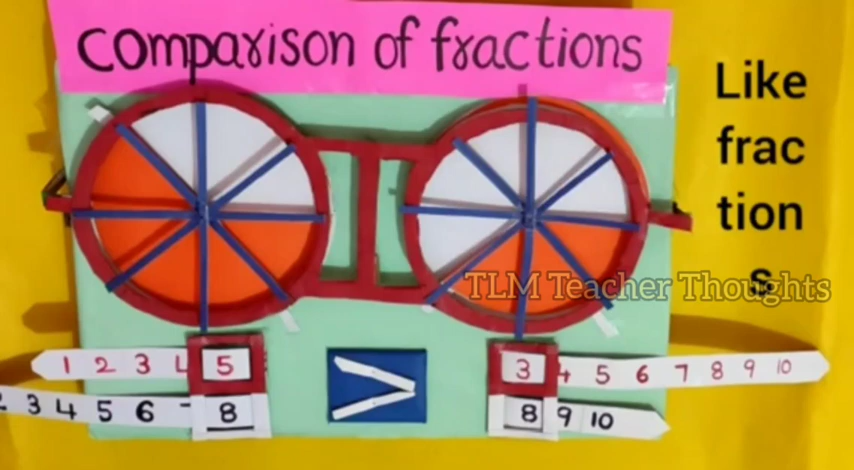 Comparison of fractions
Like
frac
tion
s
TLM Teacher Thoughts
1 2 3 4 5
>
3 4 5 6 7 8 9 10
3 4 5 6 8
8 9 10